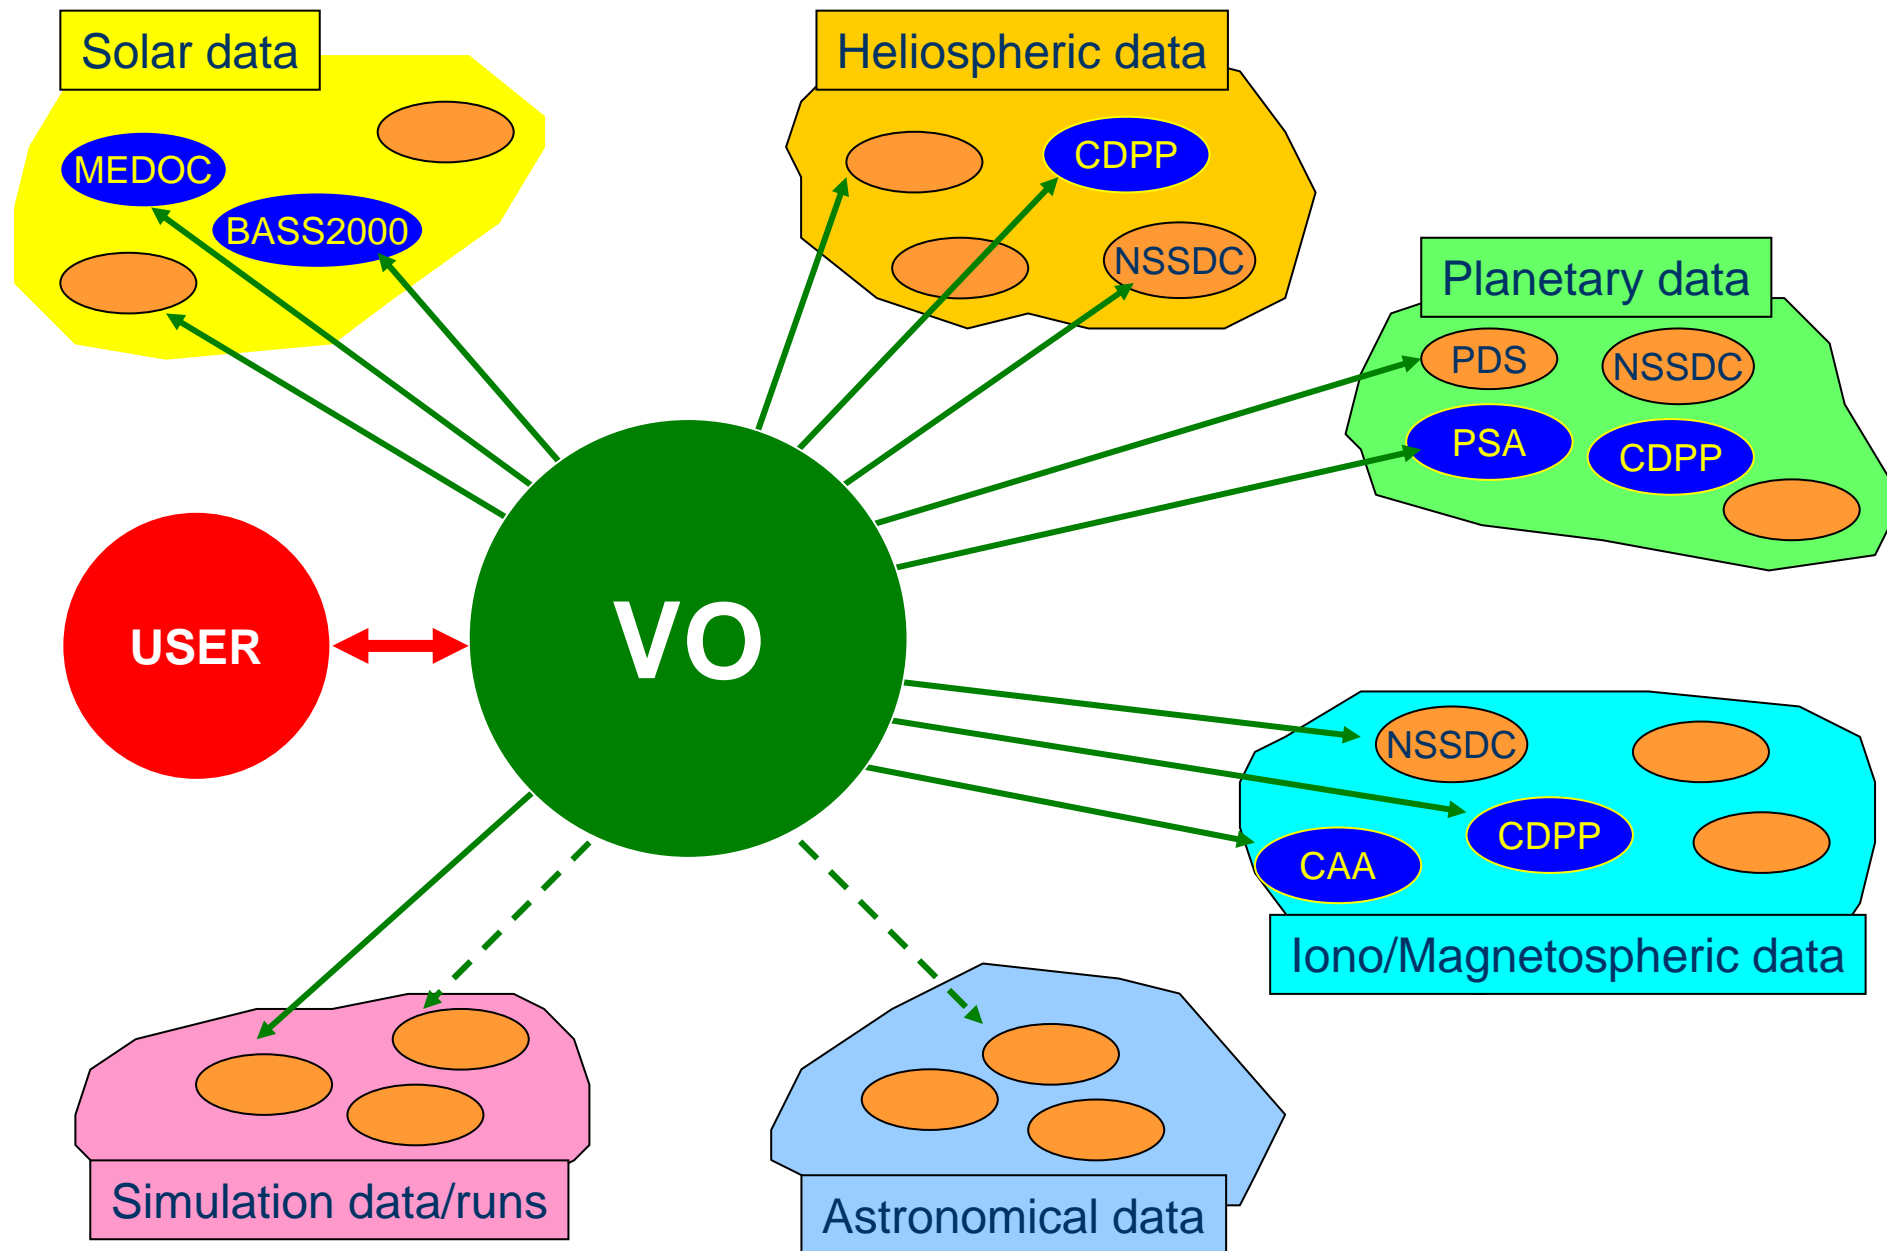 Solar data
MEDOC
BASS2000
Heliospheric data
CDPP
NSSDC
Planetary data
PDS
NSSDC
PSA
CDPP
USER
VO
NSSDC
CDPP
CAA
Iono/Magnetospheric data
Simulation data/runs
Astronomical data